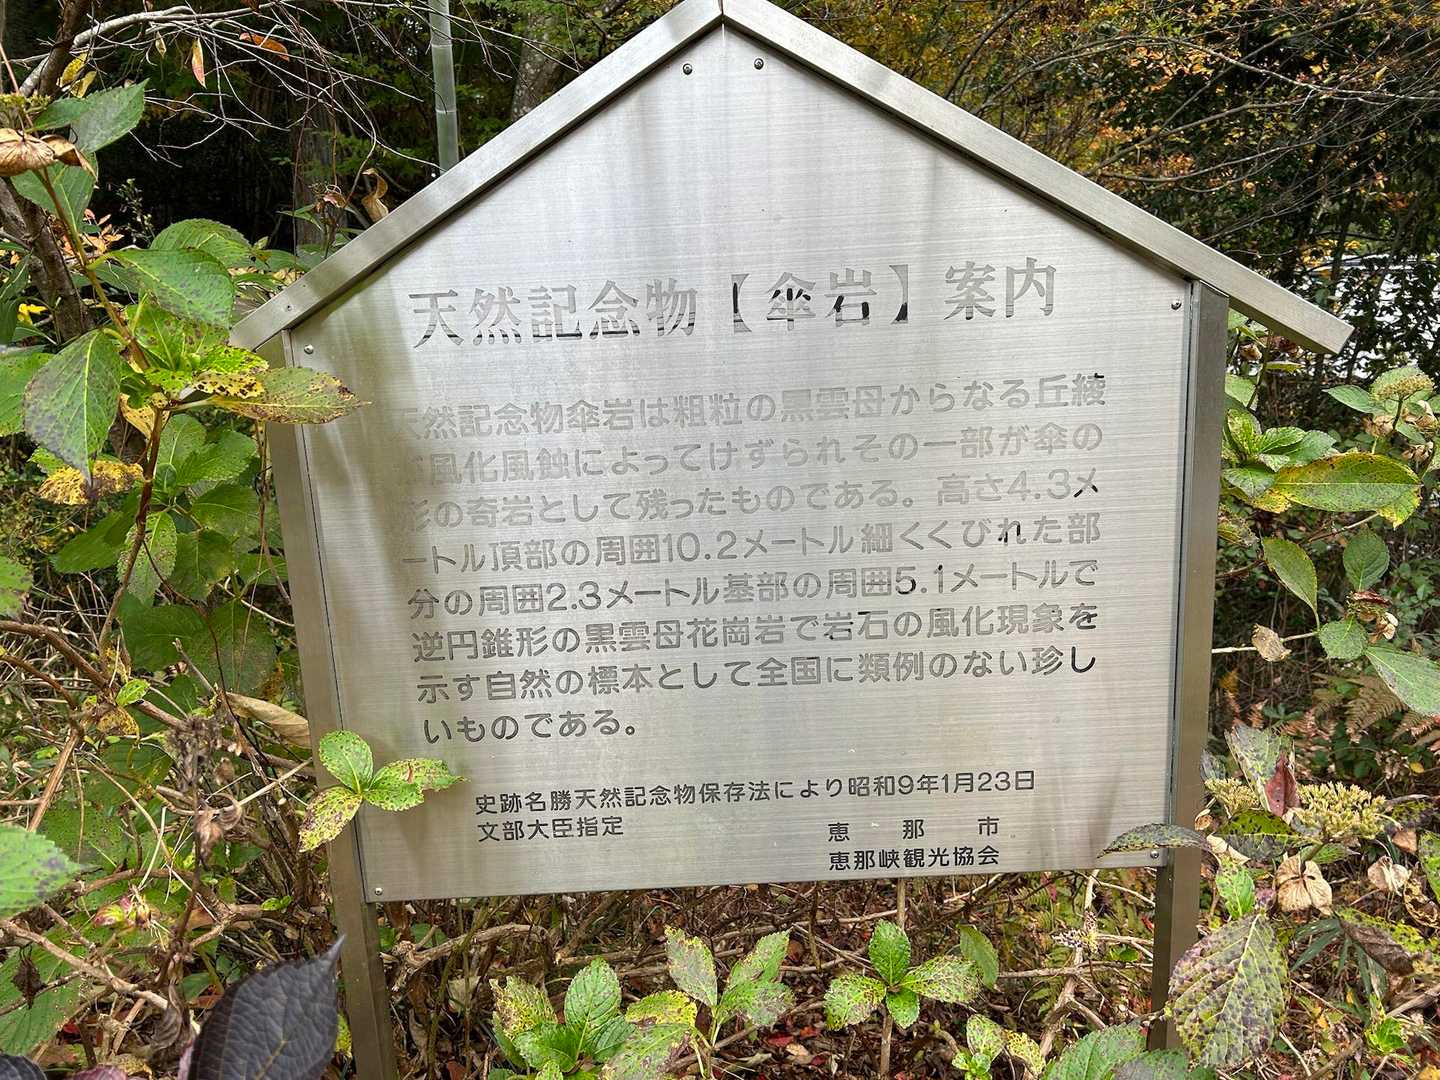 天然記念物【傘岩】案内
天然記念物傘岩は粗粒の黒雲母からなる丘綾
が風化風蝕によってけずられその一部が傘の
形の奇岩として残ったものである。高さ4.3メ
ートル頂部の周囲10.2メートル細くくびれた部
分の周囲2.3メートル基部の周囲5.1メートルで
逆円錐形の黒雲母花崗岩で岩石の風化現象を
示す自然の標本として全国に類例のない珍し
いものである。
史跡名勝天然記念物保存法により昭和9年1月23日
文部大臣指定
恵那市
恵那峡観光協会